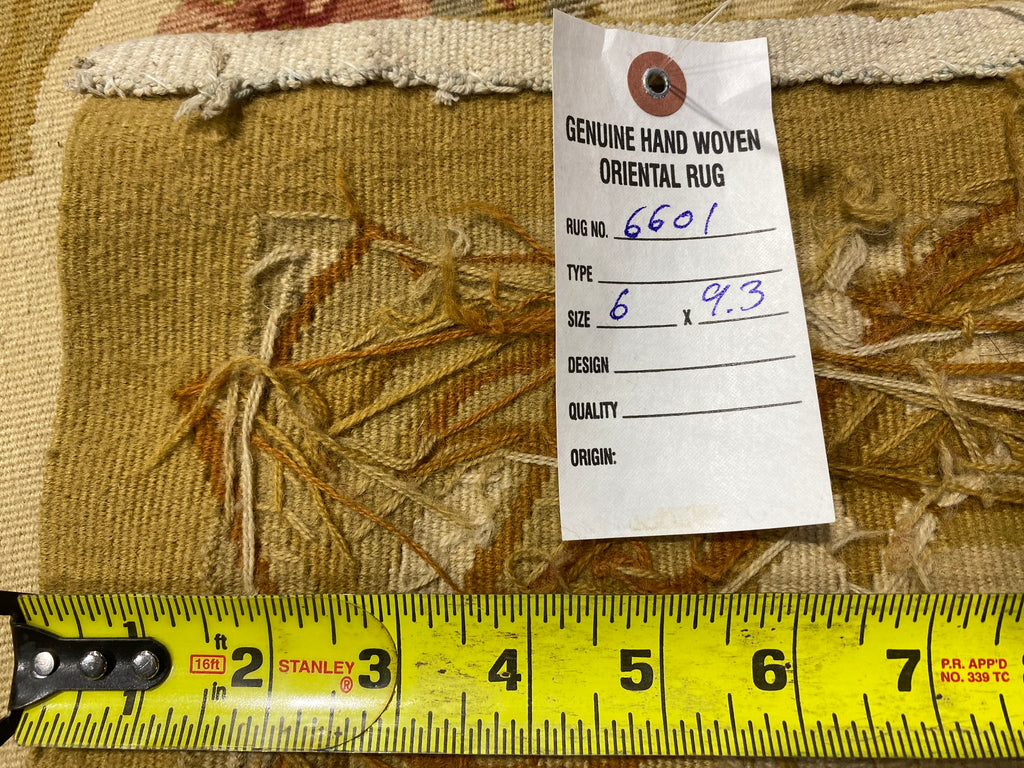 GENUINE HAND WOVEN
ORIENTAL RUG
RUG NO. 6601
TYPE
SIZE 6 X 9.3
DESIGN
QUALITY
ORIGIN:
1 ft 2 STANLEY 3 4 5 6 7 P.R. APP'D
16ft ® NO. 339 TC
1 in